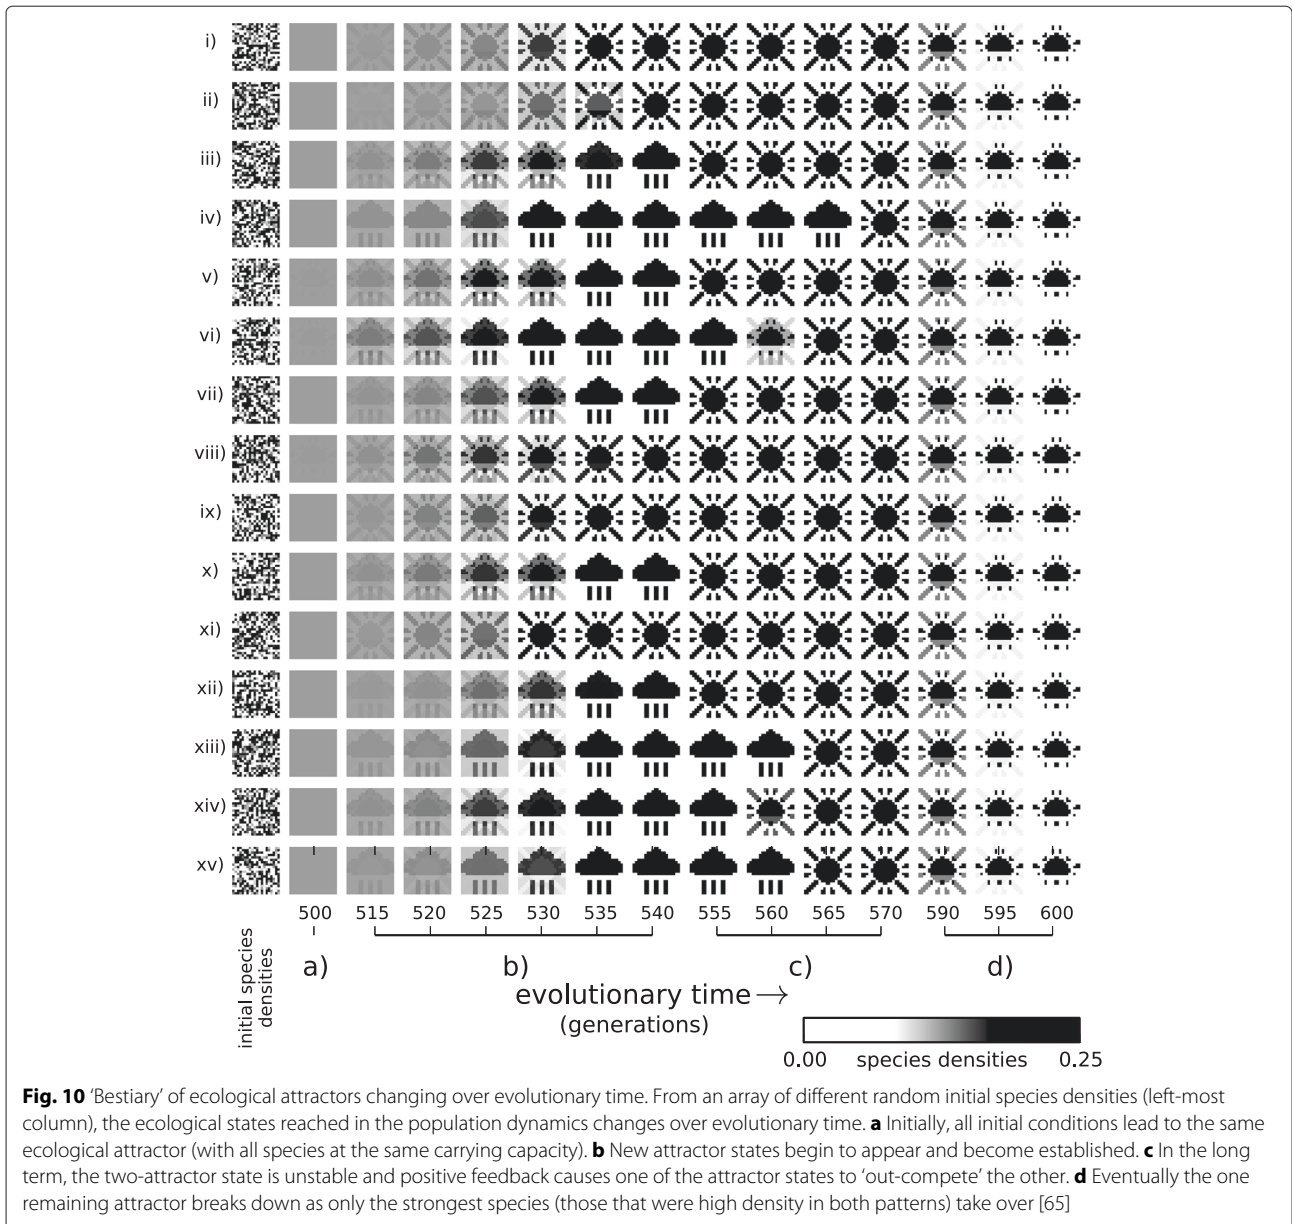 i)
ii)
iii)
iv)
v)
vi)
vii)
viii)
ix)
x)
xi)
xii)
xiii)
xiv)
xv)
500 515 520 525 530 535 540 555 560 565 570 590 595 600
initial species
densities
a) b) c) d)
evolutionary time→
(generations)
0.00 species densities 0.25
Fig. 10 ‘Bestiary’ of ecological attractors changing over evolutionary time. From an array of different random initial species densities (left-most
column), the ecological states reached in the population dynamics changes over evolutionary time. a Initially, all initial conditions lead to the same
ecological attractor (with all species at the same carrying capacity). b New attractor states begin to appear and become established. c In the long
term, the two-attractor state is unstable and positive feedback causes one of the attractor states to ‘out-compete’ the other. d Eventually the one
remaining attractor breaks down as only the strongest species (those that were high density in both patterns) take over [65]